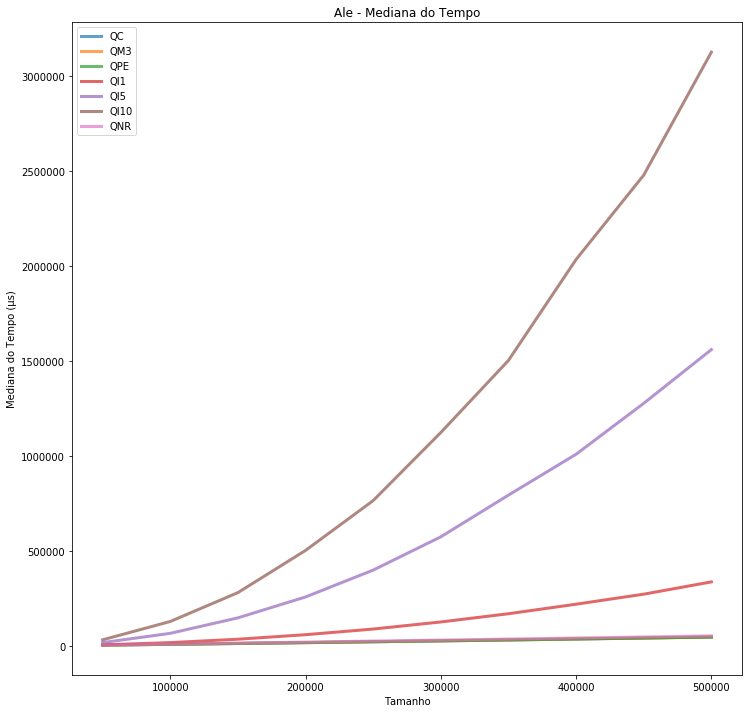 Ale - Mediana do Tempo
QC
QM3
QPE
QI1
QI5
QI10
QNR
3000000
2500000
2000000
1500000
1000000
500000
0
Mediana do Tempo (µs)
100000 200000 300000 400000 500000
Tamanho